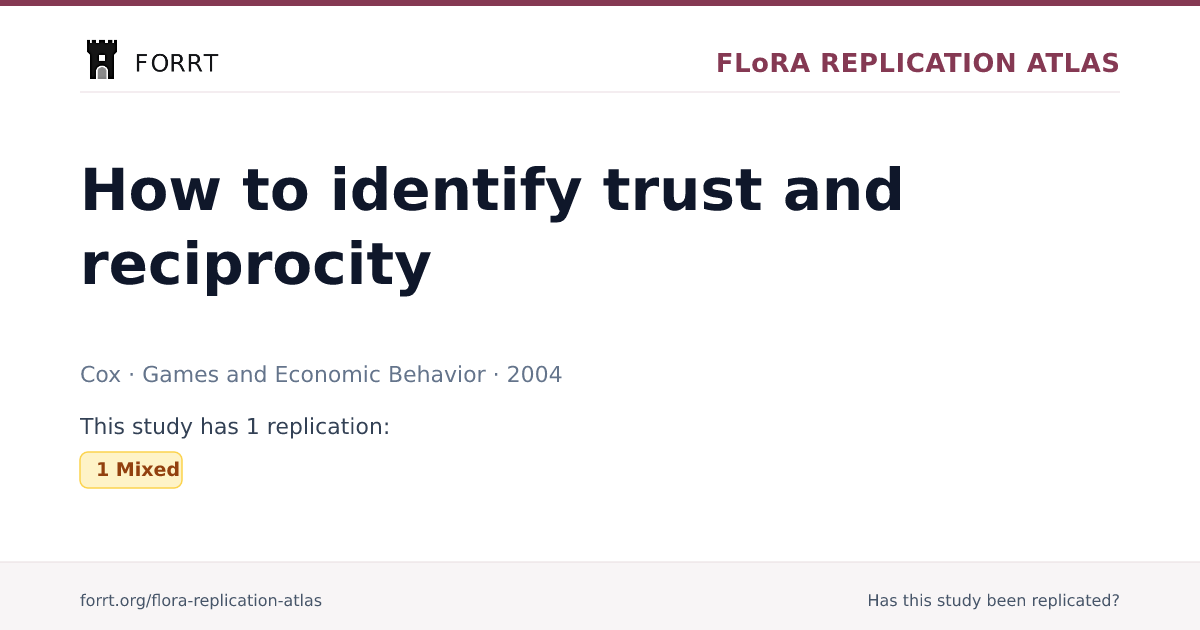 FORRT
FLoRA REPLICATION ATLAS
How to identify trust and
reciprocity
Cox · Games and Economic Behavior · 2004
This study has 1 replication:
1 Mixed
forrt.org/flora-replication-atlas
Has this study been replicated?